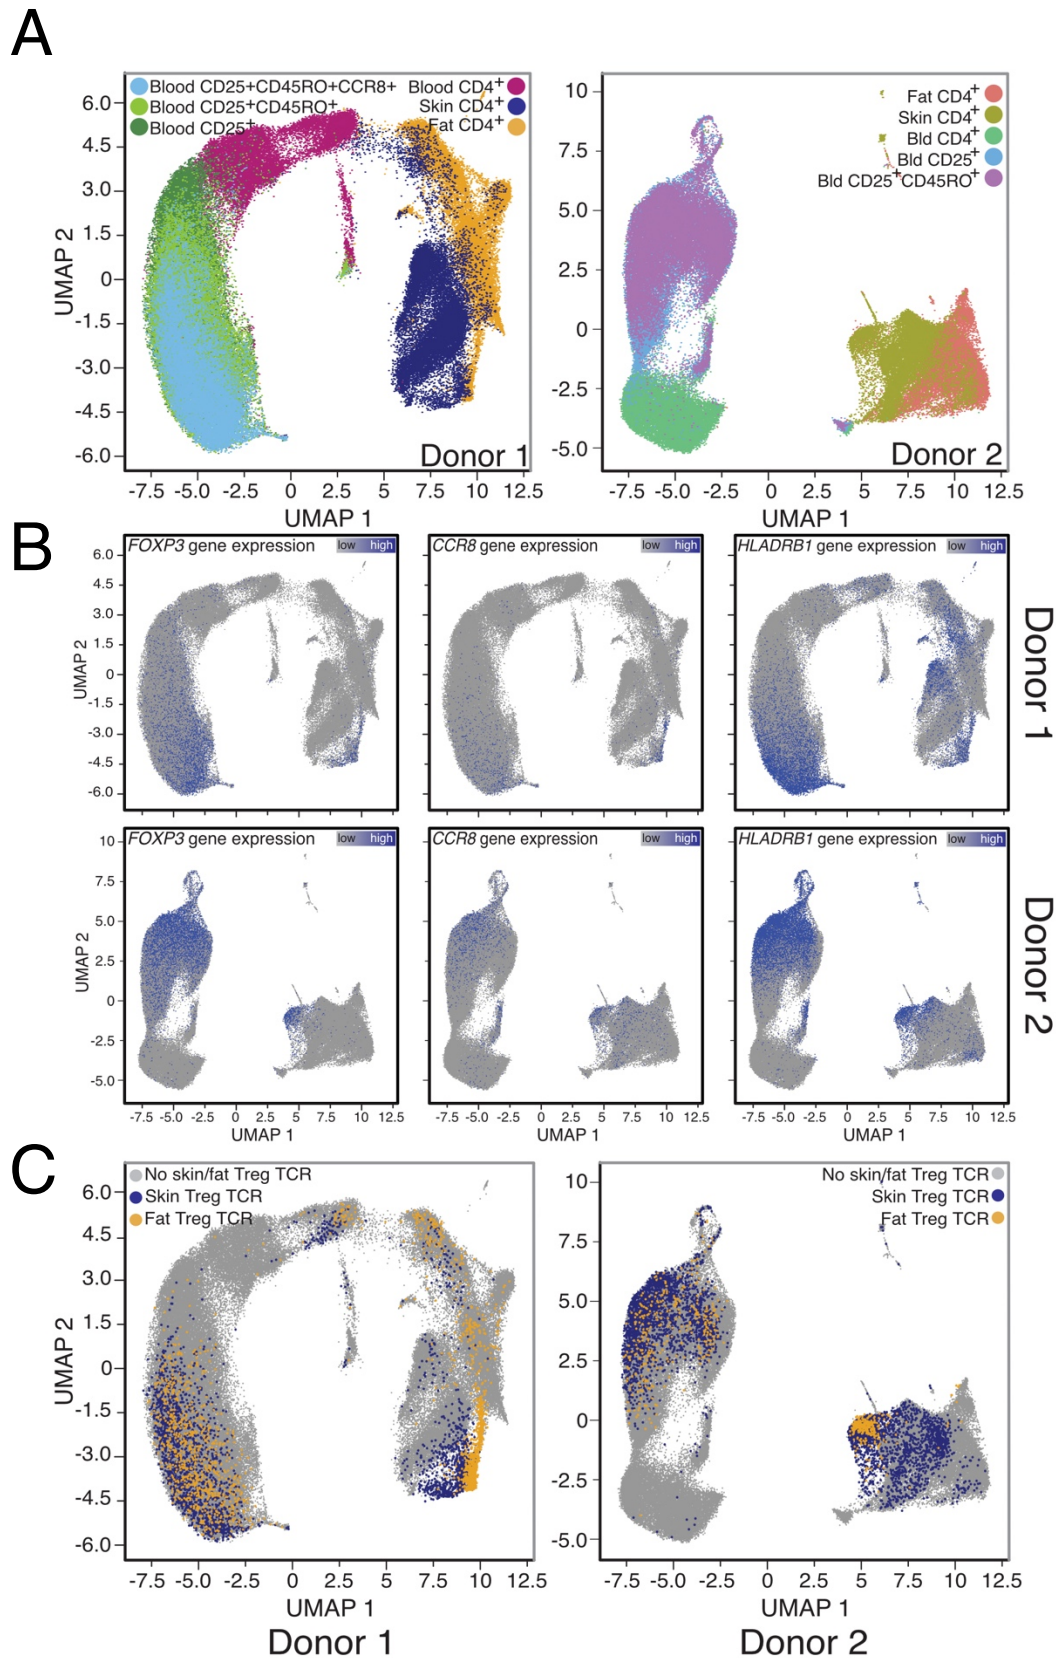 A
Blood CD25+CD45RO+CCR8+
Blood CD25+CD45RO+
Blood CD25+
Blood CD4+
Skin CD4+
Fat CD4+
6.0
4.5
3.0
1.5
0
-1.5
-3.0
-4.5
-6.0
UMAP 2
Donor 1
-7.5 -5.0 -2.5 0 2.5 5 7.5 10 12.5
UMAP 1
Fat CD4+
Skin CD4+
Bld CD4+
Bld CD25+
Bld CD25+CD45RO+
10
7.5
5.0
2.5
0
-2.5
-5.0
Donor 2
-7.5 -5.0 -2.5 0 2.5 5 7.5 10 12.5
UMAP 1
B
FOXP3 gene expression low high
CCR8 gene expression low high
HLADRB1 gene expression low high
6.0
4.5
3.0
1.5
0
-1.5
-3.0
-4.5
-6.0
UMAP 2
Donor 1
FOXP3 gene expression low high
CCR8 gene expression low high
HLADRB1 gene expression low high
10
7.5
5.0
2.5
0
-2.5
-5.0
UMAP 2
Donor 2
-7.5 -5.0 -2.5 0 2.5 5 7.5 10 12.5
-7.5 -5.0 -2.5 0 2.5 5 7.5 10 12.5
-7.5 -5.0 -2.5 0 2.5 5 7.5 10 12.5
UMAP 1
UMAP 1
UMAP 1
C
No skin/fat Treg TCR
Skin Treg TCR
Fat Treg TCR
6.0
4.5
3.0
1.5
0
-1.5
-3.0
-4.5
-6.0
UMAP 2
-7.5 -5.0 -2.5 0 2.5 5 7.5 10 12.5
UMAP 1
Donor 1
No skin/fat Treg TCR
Skin Treg TCR
Fat Treg TCR
10
7.5
5.0
2.5
0
-2.5
-5.0
-7.5 -5.0 -2.5 0 2.5 5 7.5 10 12.5
UMAP 1
Donor 2